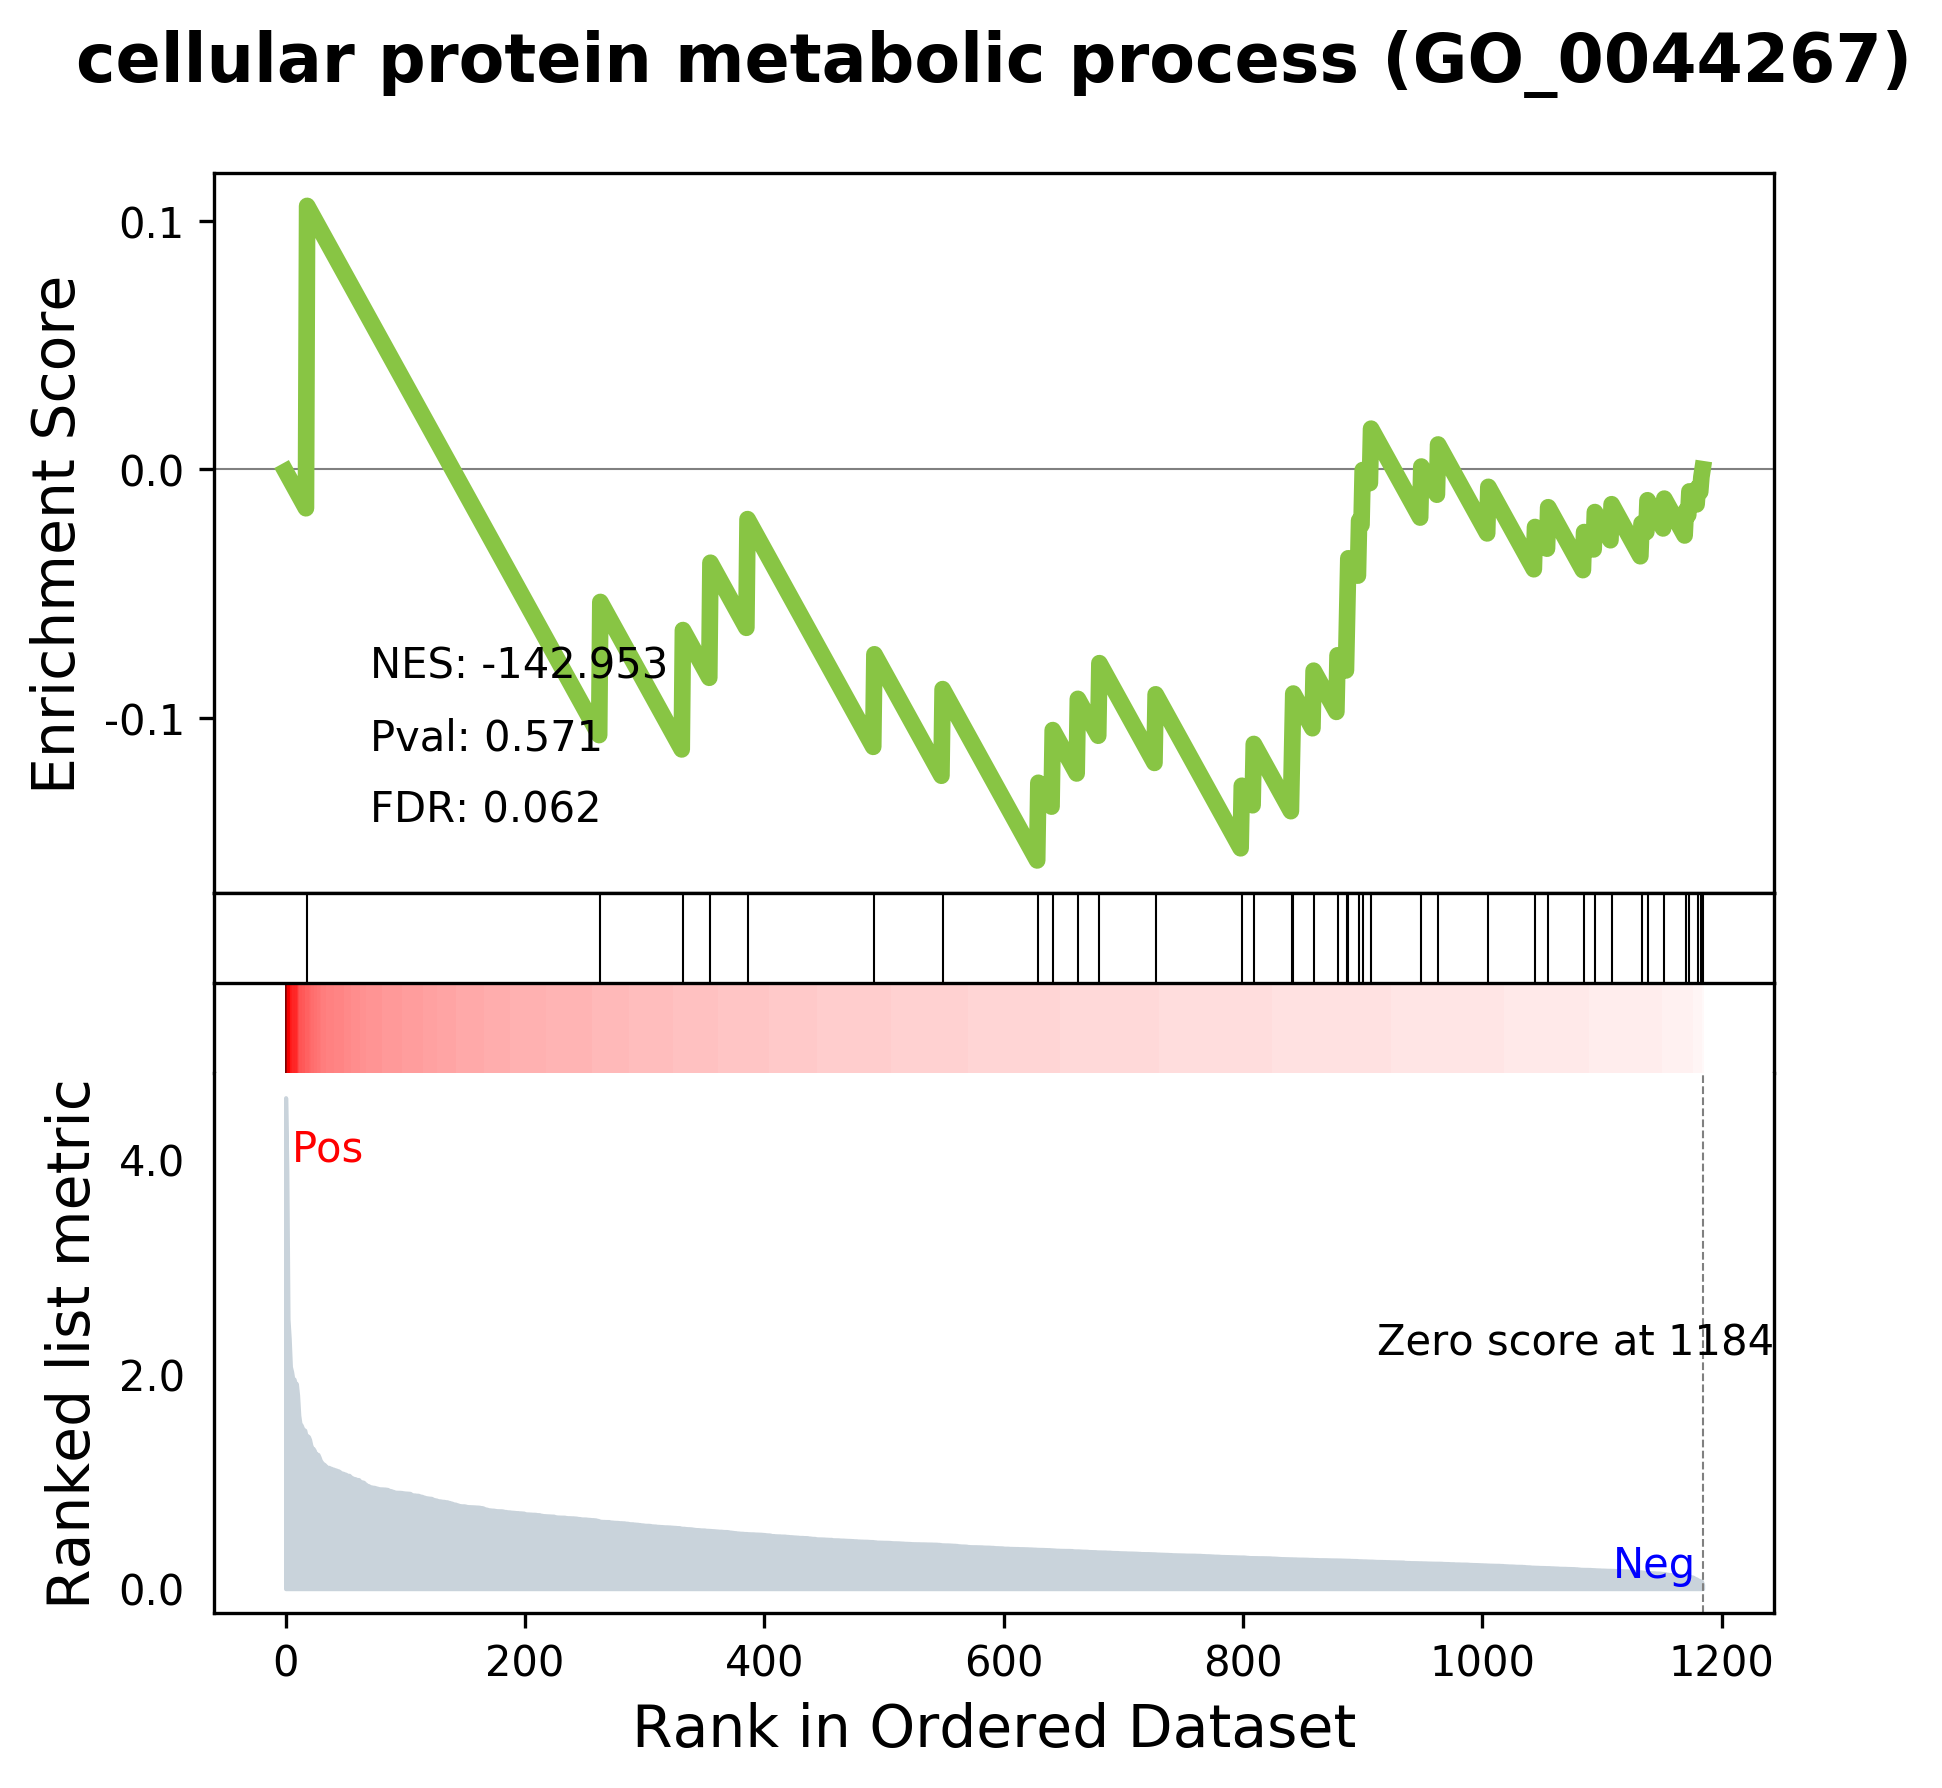 cellular protein metabolic process (GO_0044267)
Enrichment Score
0.1
0.0
-0.1
NES: -142.953
Pval: 0.571
FDR: 0.062
Ranked list metric
4.0
2.0
0.0
Pos
Zero score at 1184
Neg
0 200 400 600 800 1000 1200
Rank in Ordered Dataset